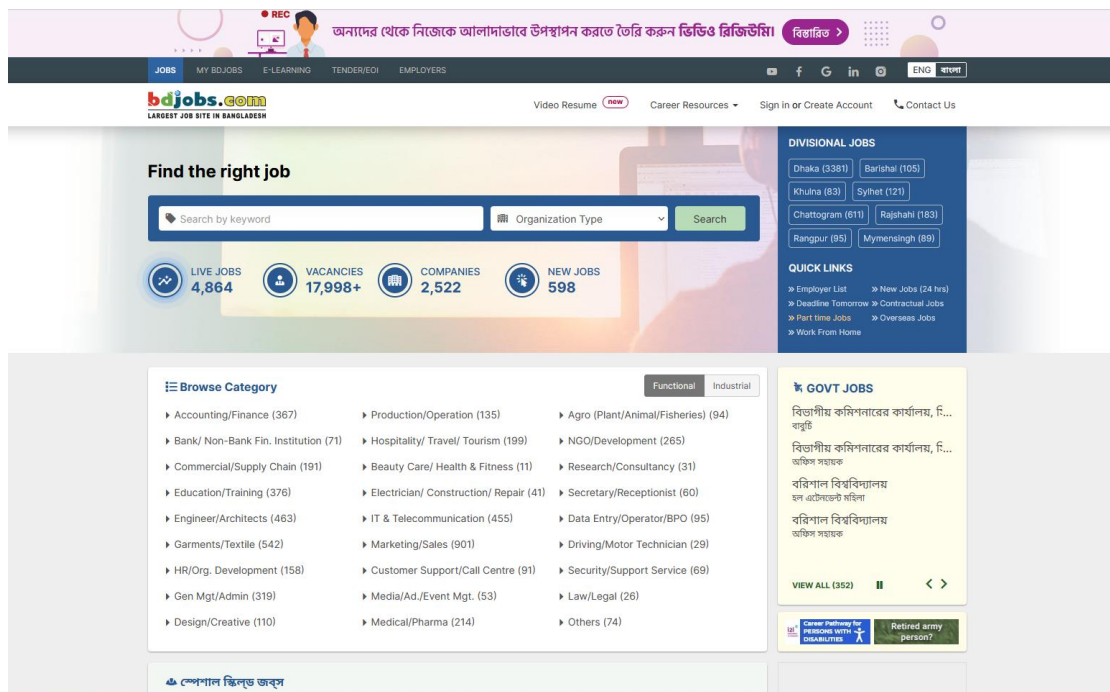 REC
অন্যদের থেকে নিজেকে আলাদাভাবে উপস্থাপন করতে তৈরি করুন ভিডিও রিজিউমি। বিস্তারিত
JOBS MY BDJOBS E-LEARNING TENDER/EOI EMPLOYERS ENG বাংলা
bdjobs.com
LARGEST JOB SITE IN BANGLADESH
Video Resume new Career Resources Sign in or Create Account Contact Us
Find the right job
Search by keyword Organization Type Search
LIVE JOBS
4,864
VACANCIES
17,998+
COMPANIES
2,522
NEW JOBS
598
DIVISIONAL JOBS
Dhaka (3381) Barishal (105)
Khulna (83) Sylhet (121)
Chattogram (611) Rajshahi (183)
Rangpur (95) Mymensingh (89)
QUICK LINKS
» Employer List » New Jobs (24 hrs)
» Deadline Tomorrow » Contractual Jobs
» Part time Jobs » Overseas Jobs
» Work From Home
Browse Category Functional Industrial
Accounting/Finance (367) Production/Operation (135) Agro (Plant/Animal/Fisheries) (94)
Bank/ Non-Bank Fin. Institution (71) Hospitality/ Travel/ Tourism (199) NGO/Development (265)
Commercial/Supply Chain (191) Beauty Care/ Health & Fitness (11) Research/Consultancy (31)
Education/Training (376) Electrician/ Construction/ Repair (41) Secretary/Receptionist (60)
Engineer/Architects (463) IT & Telecommunication (455) Data Entry/Operator/BPO (95)
Garments/Textile (542) Marketing/Sales (901) Driving/Motor Technician (29)
HR/Org. Development (158) Customer Support/Call Centre (91) Security/Support Service (69)
Gen Mgt/Admin (319) Media/Ad./Event Mgt. (53) Law/Legal (26)
Design/Creative (110) Medical/Pharma (214) Others (74)
GOVT JOBS
বিভাগীয় কমিশনারের কার্যালয়,
বাবুর্চি
বিভাগীয় কমিশনারের কার্যালয়,
অফিস সহায়ক
বরিশাল বিশ্ববিদ্যালয়
হল এটেনডেন্ট মহিলা
বরিশাল বিশ্ববিদ্যালয়
অফিস সহায়ক
VIEW ALL (352)
Career Pathway for
PERSONS WITH
DISABILITIES
Retired army
person?
স্পেশাল স্কিল্ড জব্‌স